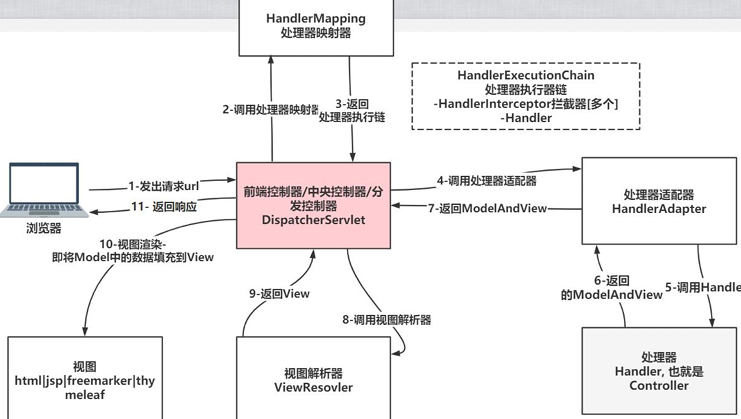 HandlerMapping
处理器映射器
HandlerExecutionChain
处理器执行器链
-HandlerInterceptor拦截器[多个]
-Handler
2-调用处理器映射器
3-返回
处理器执行链
1-发出请求url
11- 返回响应
浏览器
前端控制器/中央控制器/分
发控制器
DispatcherServlet
4-调用处理器适配器
7-返回ModelAndView
处理器适配器
HandlerAdapter
10-视图渲染-
即将Model中的数据填充到View
9-返回View
8-调用视图解析器
6-返回
的ModelAndView
5-调用Handle
视图
html|jsp|freemarker|thy
meleaf
视图解析器
ViewResovler
处理器
Handler, 也就是
Controller